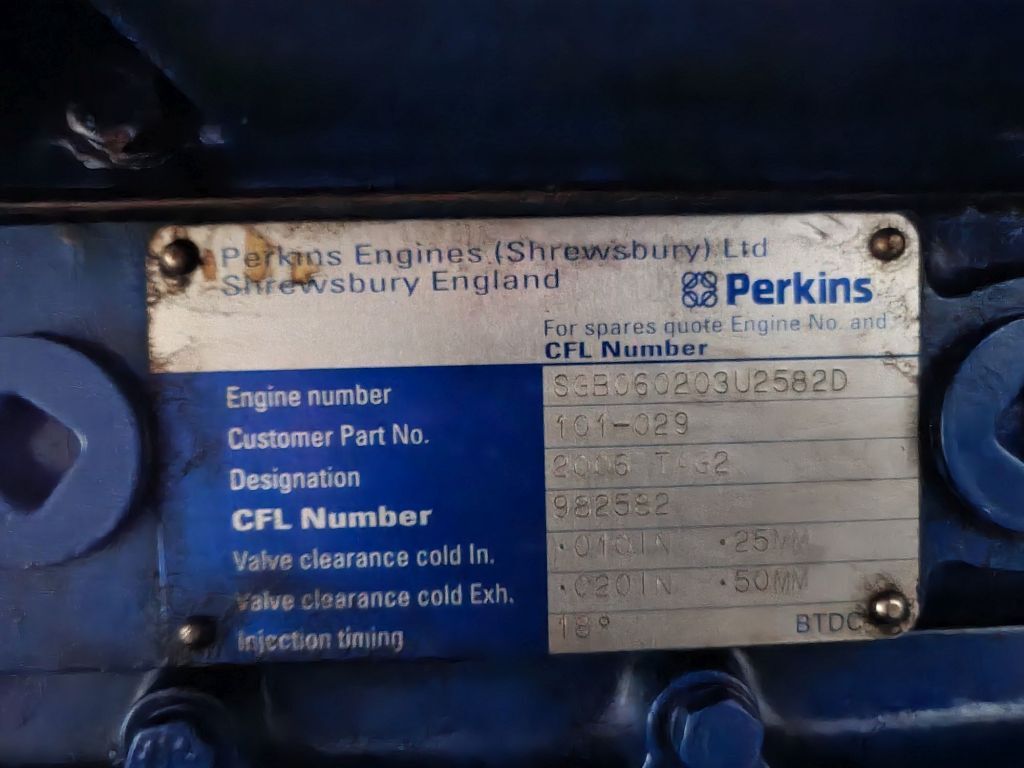 Perkins Engines (Shrewsbury) Ltd
Shrewsbury England
Perkins
For spares quote Engine No. and
CFL Number
Engine number SGB060203U2582D
Customer Part No. 101-029
Designation 2006 TAG2
CFL Number 982582
Valve clearance cold In. .010IN .25MM
Valve clearance cold Exh. .020IN .50MM
Injection timing 18° BTDC